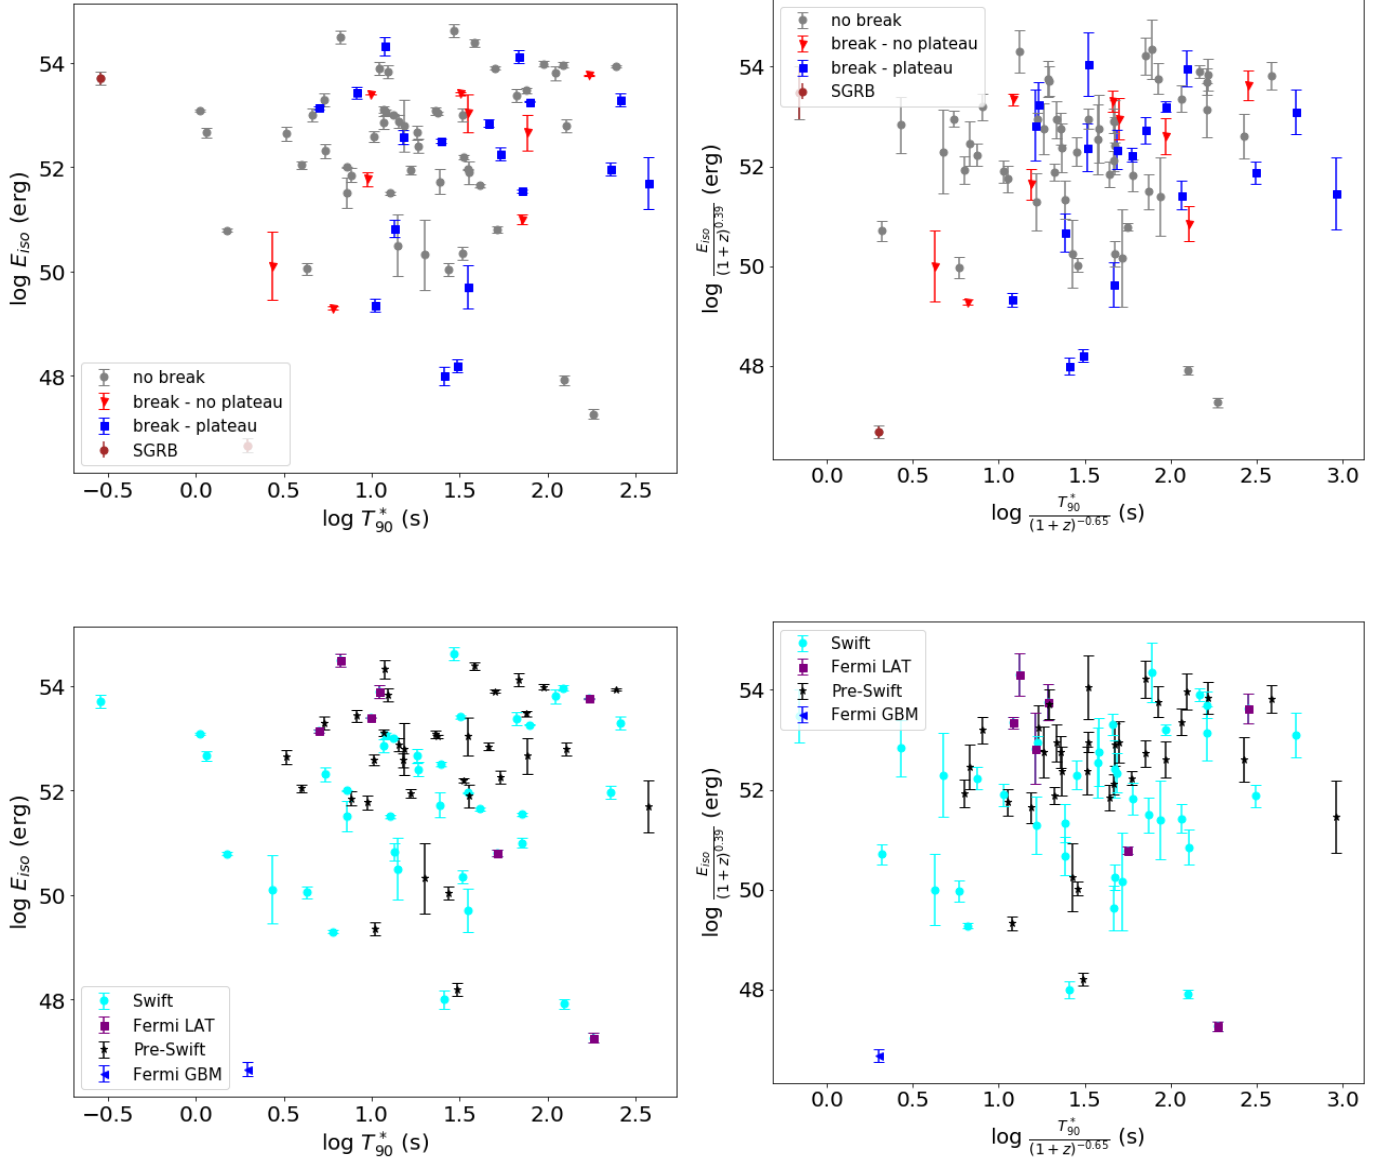 54
52
50
48
log E_iso (erg)
no break
break - no plateau
break - plateau
SGRB
−0.5 0.0 0.5 1.0 1.5 2.0 2.5
log T*_90 (s)
no break
break - no plateau
break - plateau
SGRB
54
52
50
48
log E_iso/(1 + z)^0.39 (erg)
0.0 0.5 1.0 1.5 2.0 2.5 3.0
log T*_90/(1 + z)^−0.65 (s)
54
52
50
48
log E_iso (erg)
Swift
Fermi LAT
Pre-Swift
Fermi GBM
−0.5 0.0 0.5 1.0 1.5 2.0 2.5
log T*_90 (s)
Swift
Fermi LAT
Pre-Swift
Fermi GBM
54
52
50
48
log E_iso/(1 + z)^0.39 (erg)
0.0 0.5 1.0 1.5 2.0 2.5 3.0
log T*_90/(1 + z)^−0.65 (s)